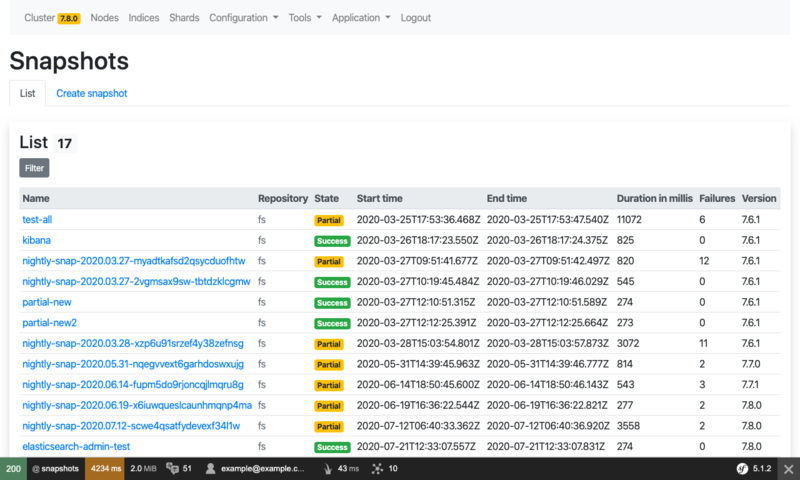 Cluster 7.8.0 Nodes Indices Shards Configuration Tools Application Logout
Snapshots
List Create snapshot
List 17
Filter
Name Repository State Start time End time Duration in millis Failures Version
test-all fs Partial 2020-03-25T17:53:36.468Z 2020-03-25T17:53:47.540Z 11072 6 7.6.1
kibana fs Success 2020-03-26T18:17:23.550Z 2020-03-26T18:17:24.375Z 825 0 7.6.1
nightly-snap-2020.03.27-myadtkafsd2qsycduofhtw fs Partial 2020-03-27T09:51:41.677Z 2020-03-27T09:51:42.497Z 820 12 7.6.1
nightly-snap-2020.03.27-2vgmsax9sw-tbtdzklcgmw fs Success 2020-03-27T10:19:45.484Z 2020-03-27T10:19:46.029Z 545 0 7.6.1
partial-new fs Success 2020-03-27T12:10:51.315Z 2020-03-27T12:10:51.589Z 274 0 7.6.1
partial-new2 fs Success 2020-03-27T12:12:25.391Z 2020-03-27T12:12:25.664Z 273 0 7.6.1
nightly-snap-2020.03.28-xzp6u91srzef4y38zefnsg fs Partial 2020-03-28T15:03:54.801Z 2020-03-28T15:03:57.873Z 3072 11 7.6.1
nightly-snap-2020.05.31-nqegvvext6garhdoswxujg fs Partial 2020-05-31T14:39:45.963Z 2020-05-31T14:39:46.777Z 814 2 7.7.0
nightly-snap-2020.06.14-fupm5do9rjoncqjlmqru8g fs Partial 2020-06-14T18:50:45.600Z 2020-06-14T18:50:46.143Z 543 3 7.7.1
nightly-snap-2020.06.19-x6iuwqueslcaunhmqnp4ma fs Partial 2020-06-19T16:36:22.544Z 2020-06-19T16:36:22.821Z 277 2 7.8.0
nightly-snap-2020.07.12-scwe4qsatfydevexf34l1w fs Partial 2020-07-12T06:40:33.362Z 2020-07-12T06:40:36.920Z 3558 2 7.8.0
elasticsearch-admin-test fs Success 2020-07-21T12:33:07.557Z 2020-07-21T12:33:07.831Z 274 0 7.8.0
200 @ snapshots 4234 ms 2.0 MiB 51 example@example.c... 43 ms 10 sf 5.1.2